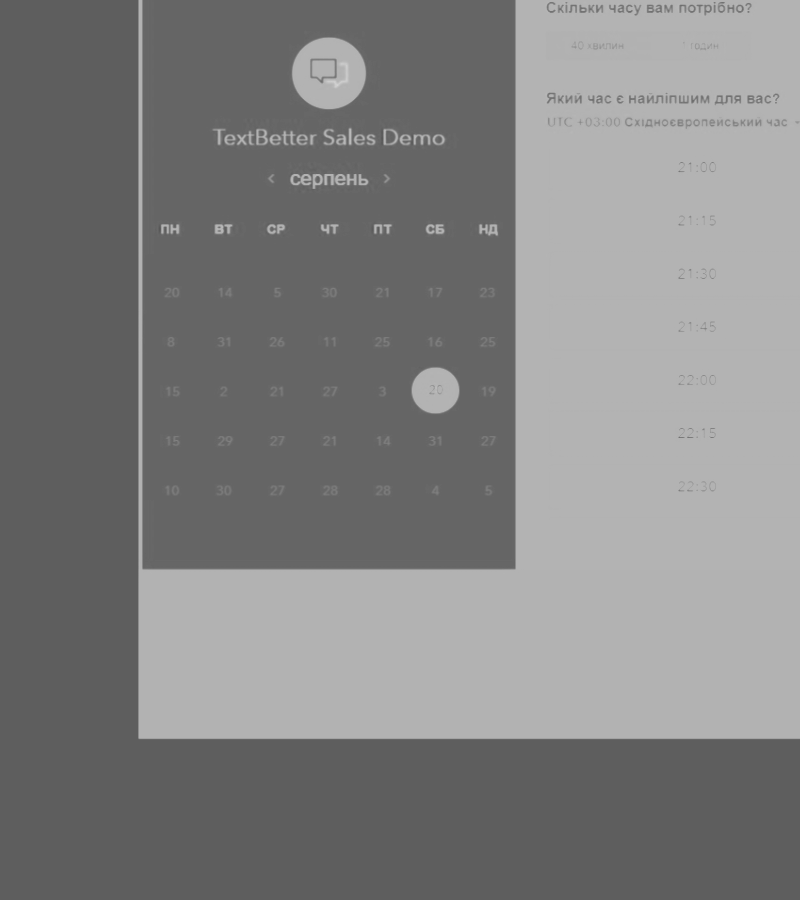 TextBetter Sales Demo
серпень
ПН ВТ СР ЧТ ПТ СБ НД
20 14 5 30 21 17 23
8 31 26 11 25 16 25
15 2 21 27 3 28 19
15 29 27 21 14 31 27
10 30 27 28 28 4 5
Скільки часу вам потрібно?
40 хвилин 1 годин
Який час є найліпшим для вас?
UTC +03:00 Східноєвропейський час
21:00
21:15
21:30
21:45
22:00
22:15
22:30